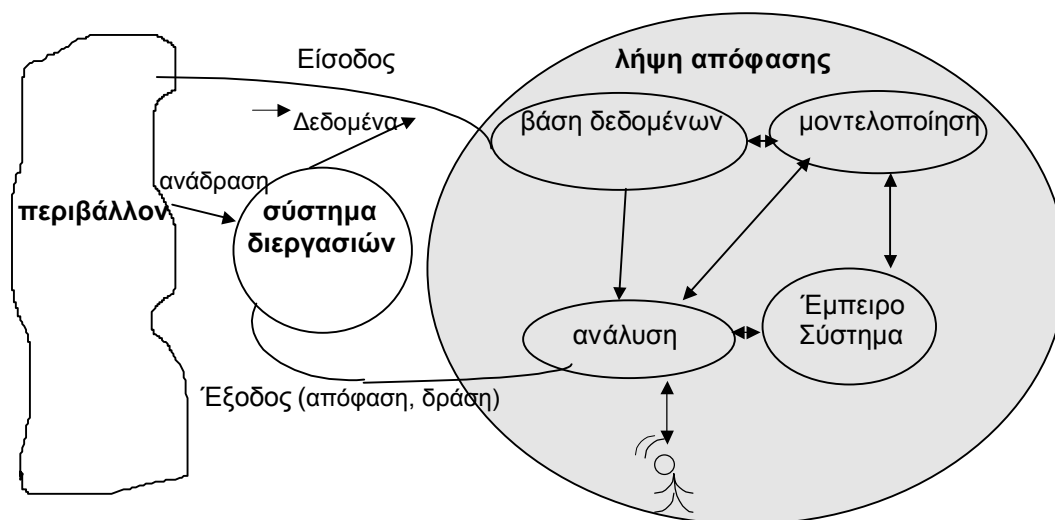 Είσοδος
λήψη απόφασης
Δεδομένα
βάση δεδομένων
μοντελοποίηση
ανάδραση
περιβάλλον
σύστημα
διεργασιών
Έμπειρο
Σύστημα
ανάλυση
Έξοδος (απόφαση, δράση)